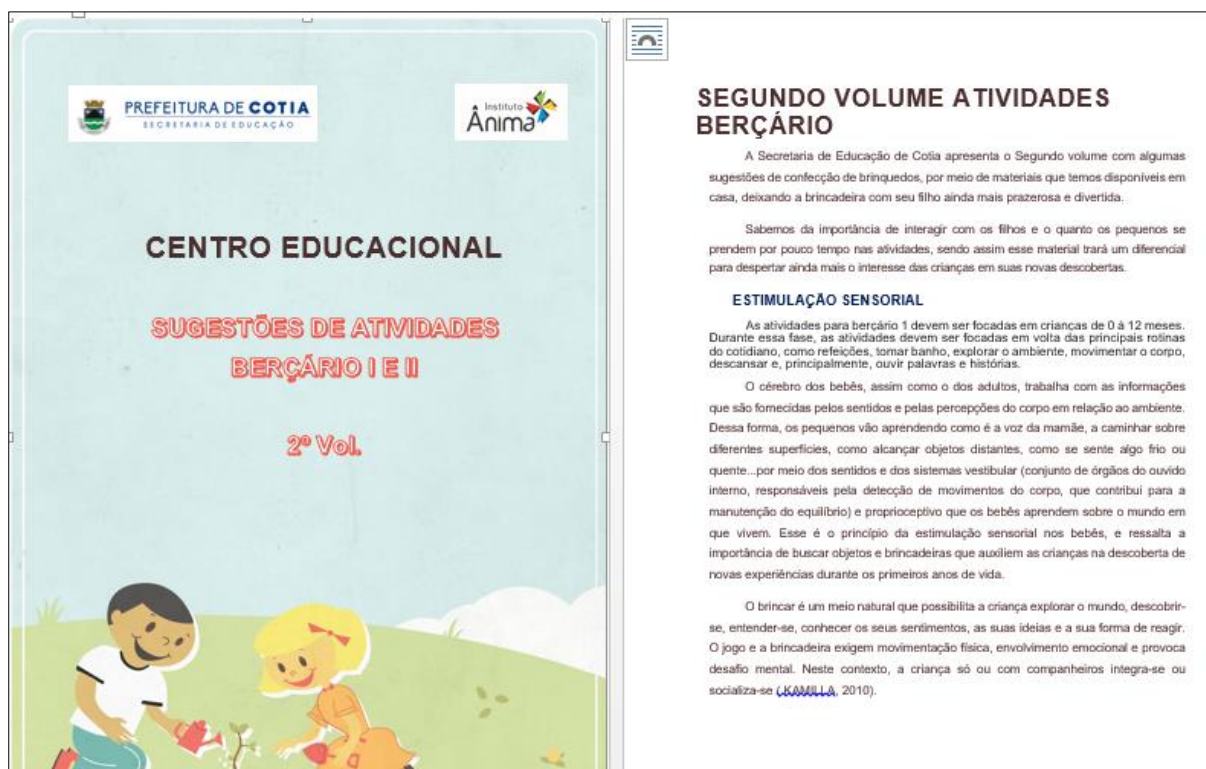 PREFEITURA DE COTIA
SECRETARIA DE EDUCAÇÃO
Instituto
Ânima
CENTRO EDUCACIONAL
SUGESTÕES DE ATIVIDADES
BERÇÁRIO I E II
2º Vol.
SEGUNDO VOLUME ATIVIDADES
BERÇÁRIO
A Secretaria de Educação de Cotia apresenta o Segundo volume com algumas
sugestões de confecção de brinquedos, por meio de materiais que temos disponíveis em
casa, deixando a brincadeira com seu filho ainda mais prazerosa e divertida.
Sabemos da importância de interagir com os filhos e o quanto os pequenos se
prendem por pouco tempo nas atividades, sendo assim esse material trará um diferencial
para despertar ainda mais o interesse das crianças em suas novas descobertas.
ESTIMULAÇÃO SENSORIAL
As atividades para berçário 1 devem ser focadas em crianças de 0 á 12 meses.
Durante essa fase, as atividades devem ser focadas em volta das principais rotinas
do cotidiano, como refeições, tomar banho, explorar o ambiente, movimentar o corpo,
descansar e, principalmente, ouvir palavras e histórias.
O cérebro dos bebês, assim como o dos adultos, trabalha com as informações
que são fornecidas pelos sentidos e pelas percepções do corpo em relação ao ambiente.
Dessa forma, os pequenos vão aprendendo como é a voz da mamãe, a caminhar sobre
diferentes superfícies, como alcançar objetos distantes, como se sente algo frio ou
quente...por meio dos sentidos e dos sistemas vestibular (conjunto de órgãos do ouvido
interno, responsáveis pela detecção de movimentos do corpo, que contribui para a
manutenção do equilíbrio) e proprioceptivo que os bebês aprendem sobre o mundo em
que vivem. Esse é o princípio da estimulação sensorial nos bebês, e ressalta a
importância de buscar objetos e brincadeiras que auxiliem as crianças na descoberta de
novas experiências durante os primeiros anos de vida.
O brincar é um meio natural que possibilita a criança explorar o mundo, descobrir-
se, entender-se, conhecer os seus sentimentos, as suas ideias e a sua forma de reagir.
O jogo e a brincadeira exigem movimentação física, envolvimento emocional e provoca
desafio mental. Neste contexto, a criança só ou com companheiros integra-se ou
socializa-se ( KAMILLA, 2010).